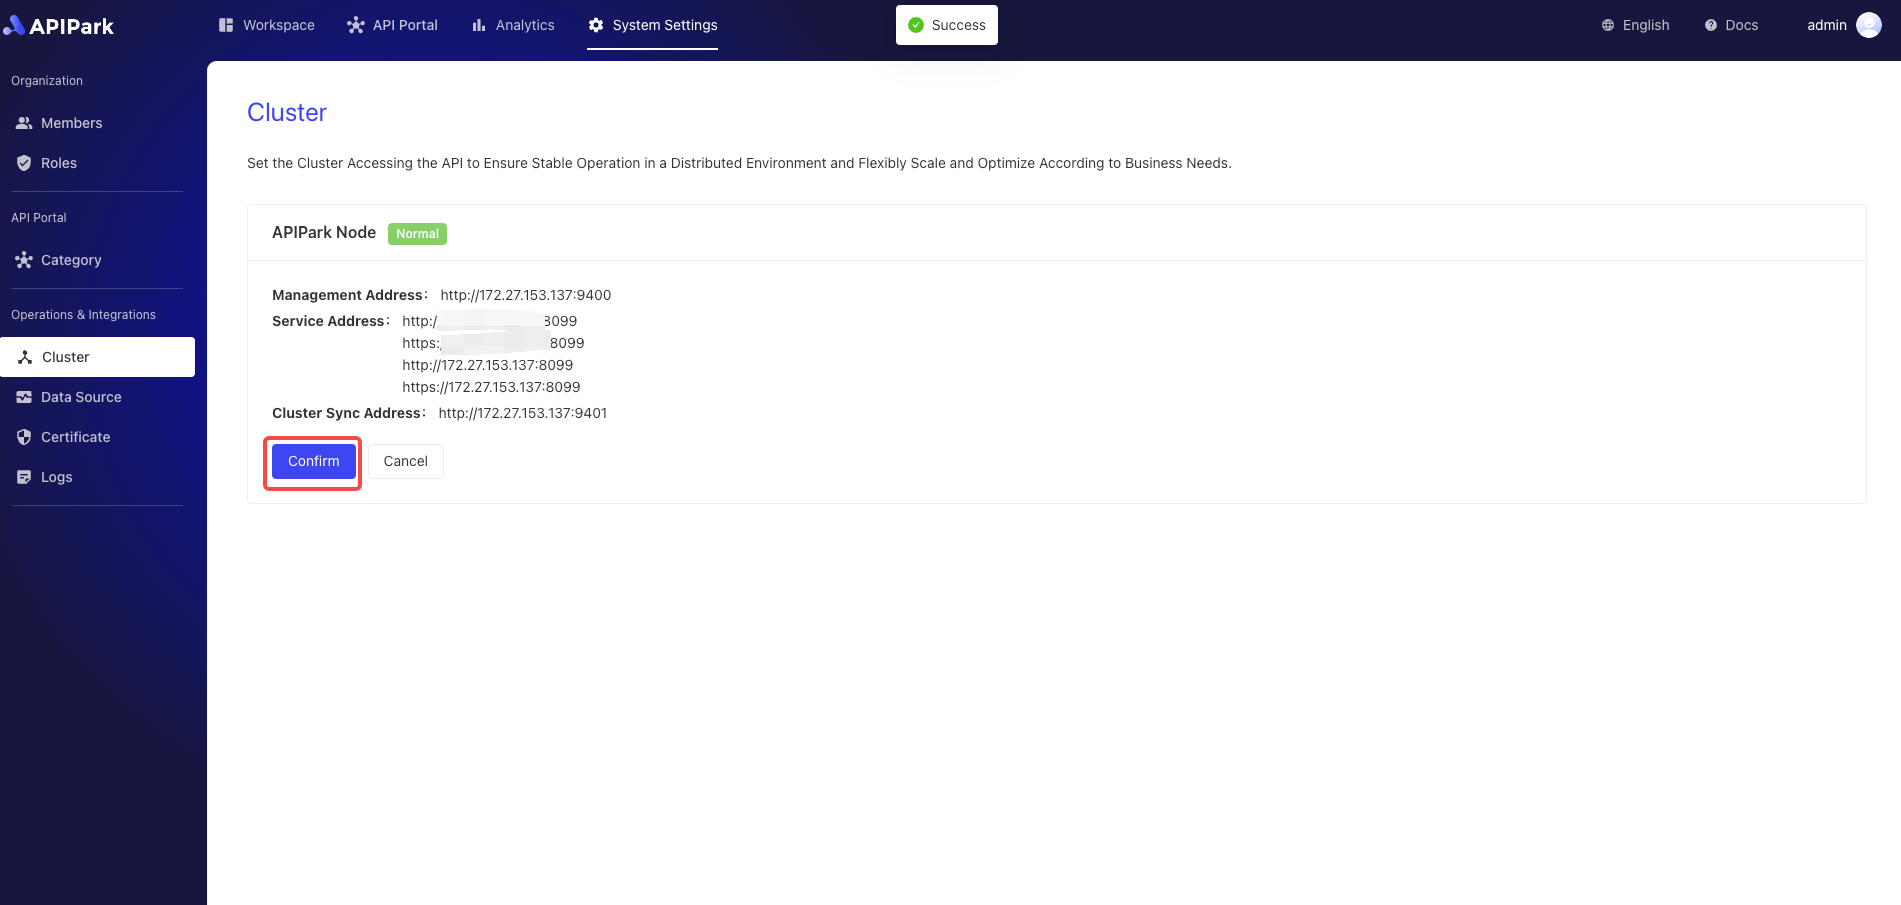 APIPark
Workspace
API Portal
Analytics
System Settings
Success
English
Docs
admin
Organization
Members
Roles
API Portal
Category
Operations & Integrations
Cluster
Data Source
Certificate
Logs
Cluster
Set the Cluster Accessing the API to Ensure Stable Operation in a Distributed Environment and Flexibly Scale and Optimize According to Business Needs.
APIPark Node Normal
Management Address: http://172.27.153.137:9400
Service Address: http:/ 8099
https:/ 8099
http://172.27.153.137:8099
https://172.27.153.137:8099
Cluster Sync Address: http://172.27.153.137:9401
Confirm Cancel